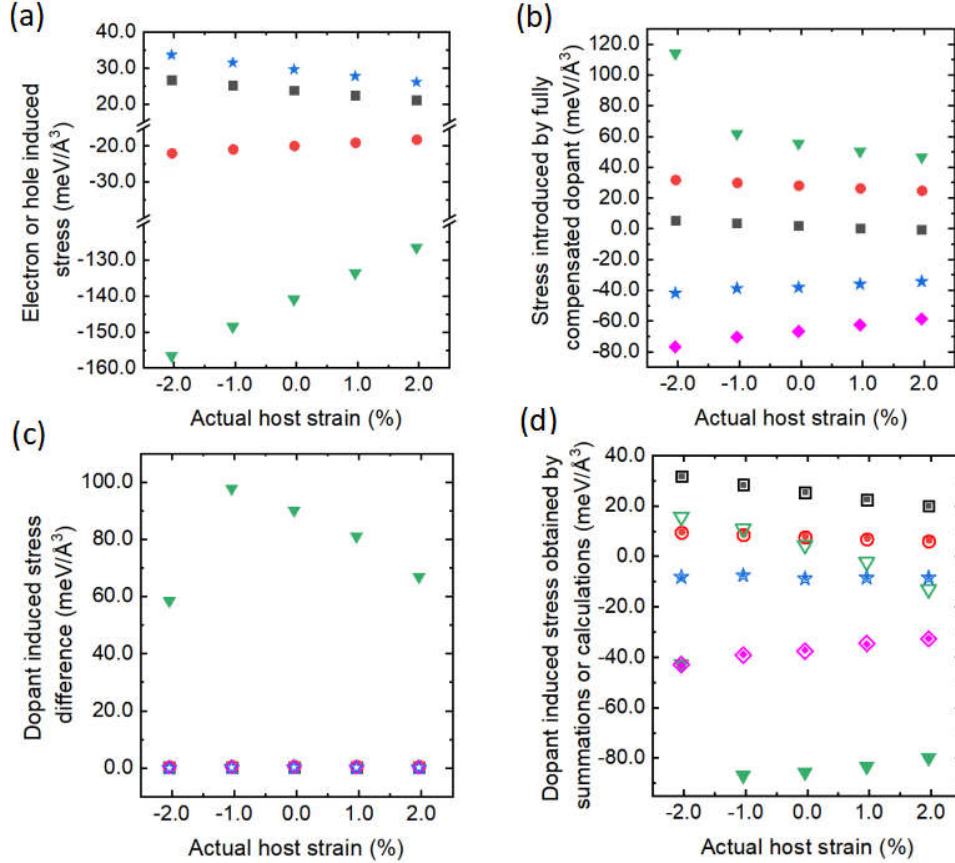 (a)
Electron or hole induced
stress (meV/Å³)
40.0
30.0
20.0
-20.0
-30.0
-130.0
-140.0
-150.0
-160.0
-2.0 -1.0 0.0 1.0 2.0
Actual host strain (%)
(b)
Stress introduced by fully
compensated dopant (meV/Å³)
120.0
100.0
80.0
60.0
40.0
20.0
0.0
-20.0
-40.0
-60.0
-80.0
-2.0 -1.0 0.0 1.0 2.0
Actual host strain (%)
(c)
Dopant induced stress
difference (meV/Å³)
100.0
80.0
60.0
40.0
20.0
0.0
-2.0 -1.0 0.0 1.0 2.0
Actual host strain (%)
(d)
Dopant induced stress obtained by
summations or calculations (meV/Å³)
40.0
20.0
0.0
-20.0
-40.0
-60.0
-80.0
-2.0 -1.0 0.0 1.0 2.0
Actual host strain (%)